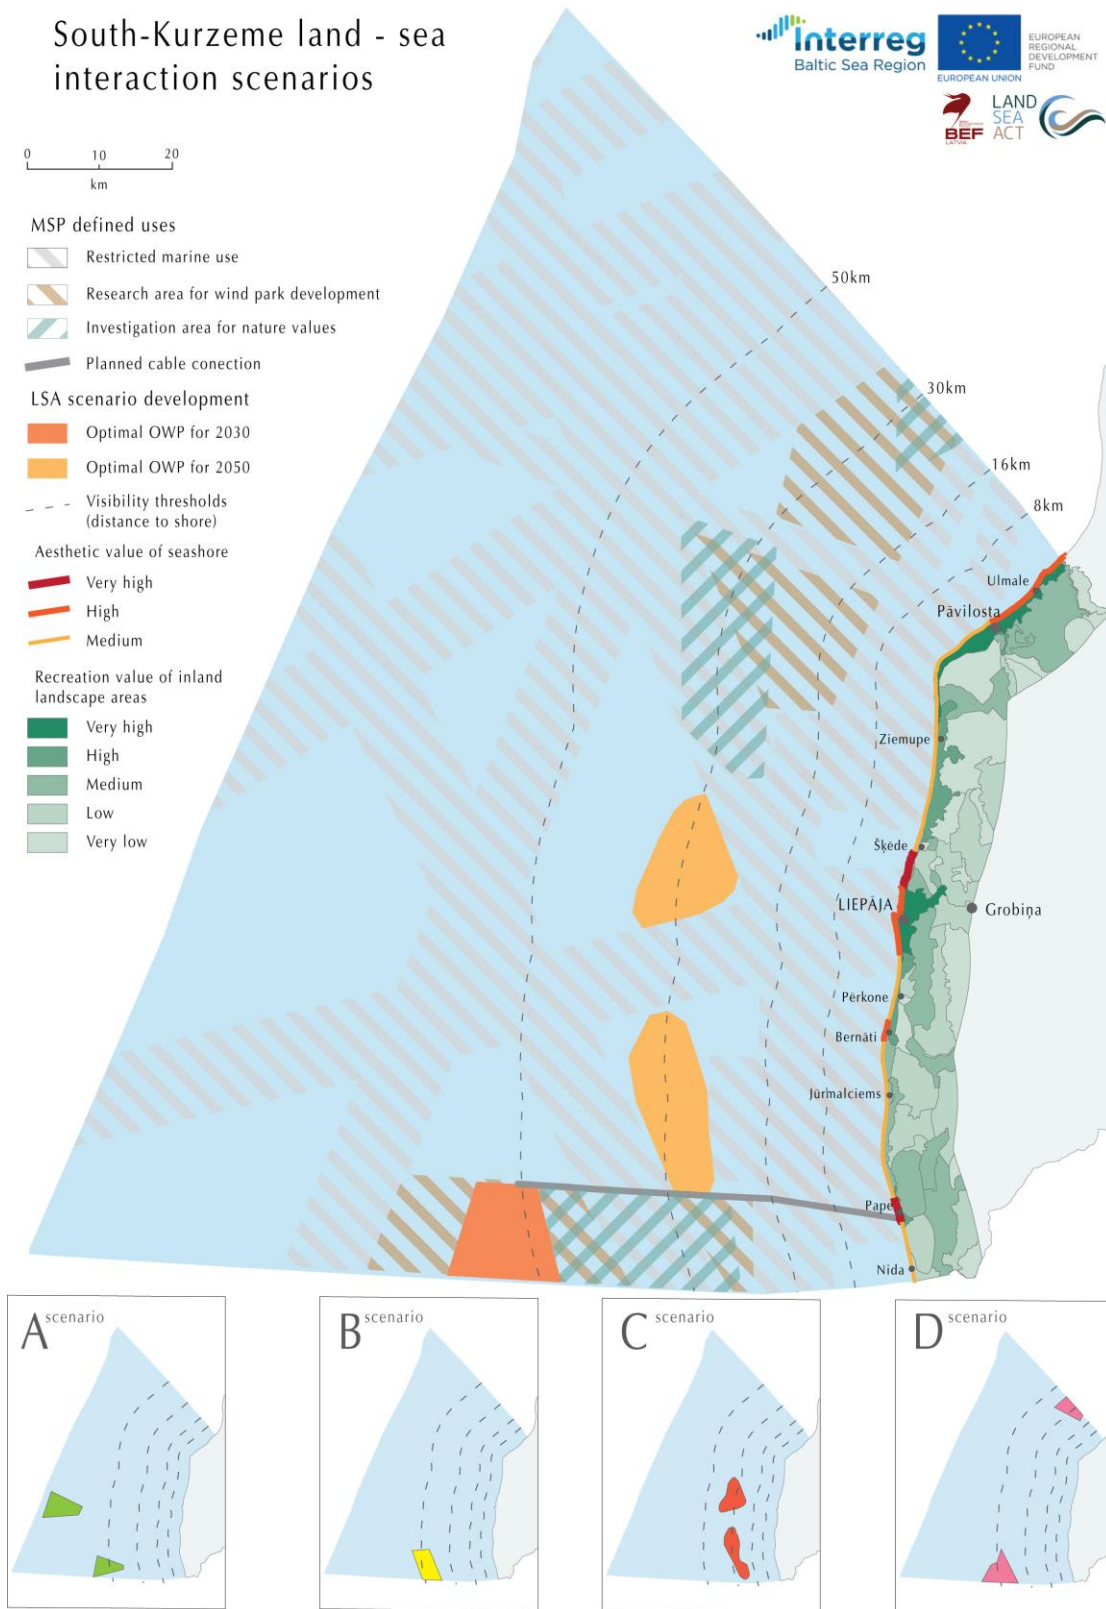 South-Kurzeme land - sea
interaction scenarios
Interreg
Baltic Sea Region
EUROPEAN UNION
EUROPEAN
REGIONAL
DEVELOPMENT
FUND
BEF
LATVIA
LAND
SEA
ACT
0 10 20
km
MSP defined uses
Restricted marine use
Research area for wind park development
Investigation area for nature values
Planned cable conection
LSA scenario development
Optimal OWP for 2030
Optimal OWP for 2050
Visibility thresholds
(distance to shore)
Aesthetic value of seashore
Very high
High
Medium
Recreation value of inland
landscape areas
Very high
High
Medium
Low
Very low
50km
30km
16km
8km
Ulmale
Pāvilosta
Ziemupe
Šķēde
LIEPĀJA
Grobiņa
Pērkone
Bernāti
Jūrmalciems
Pape
Nida
A scenario
B scenario
C scenario
D scenario